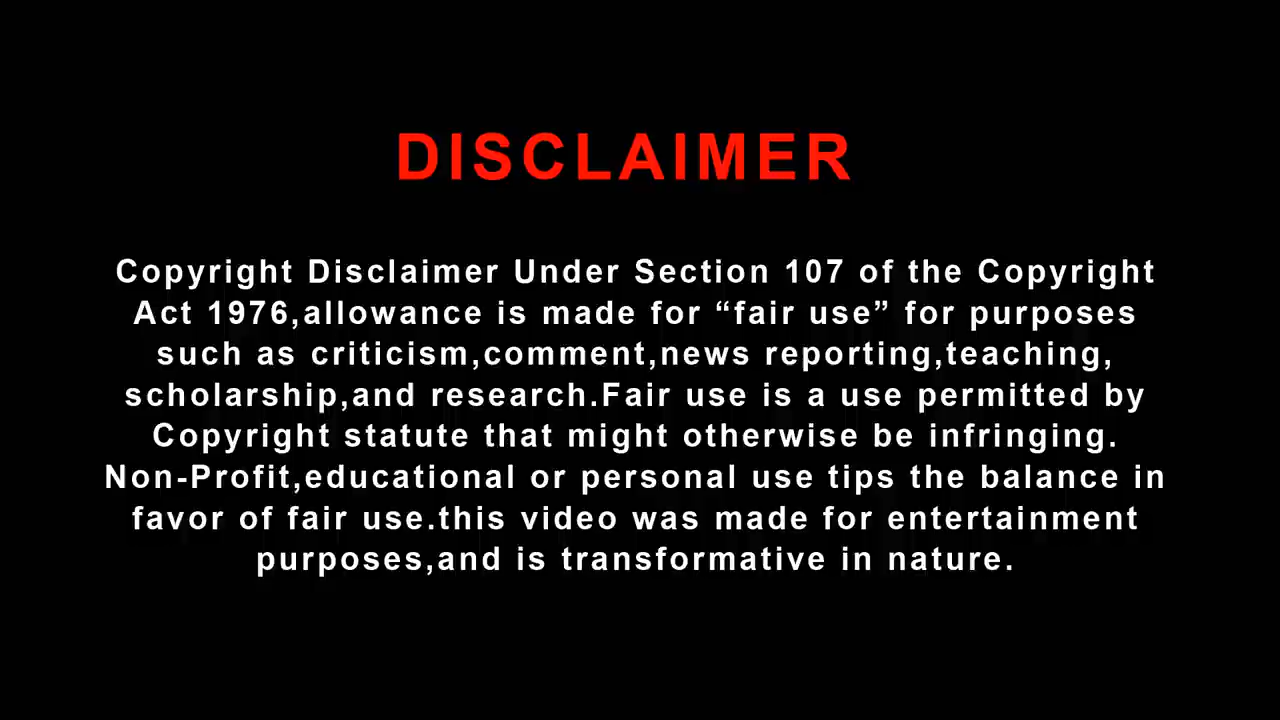 DISCLAIMER
Copyright Disclaimer Under Section 107 of the Copyright
Act 1976,allowance is made for “fair use” for purposes
such as criticism,comment,news reporting,teaching,
scholarship,and research.Fair use is a use permitted by
Copyright statute that might otherwise be infringing.
Non-Profit,educational or personal use tips the balance in
favor of fair use.this video was made for entertainment
purposes,and is transformative in nature.